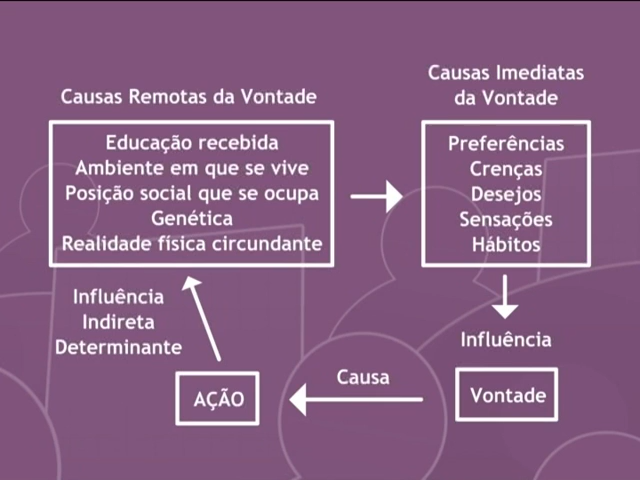 Causas Remotas da Vontade
Educação recebida
Ambiente em que se vive
Posição social que se ocupa
Genética
Realidade física circundante
Causas Imediatas
da Vontade
Preferências
Crenças
Desejos
Sensações
Hábitos
Influência
Vontade
Causa
AÇÃO
Influência
Indireta
Determinante